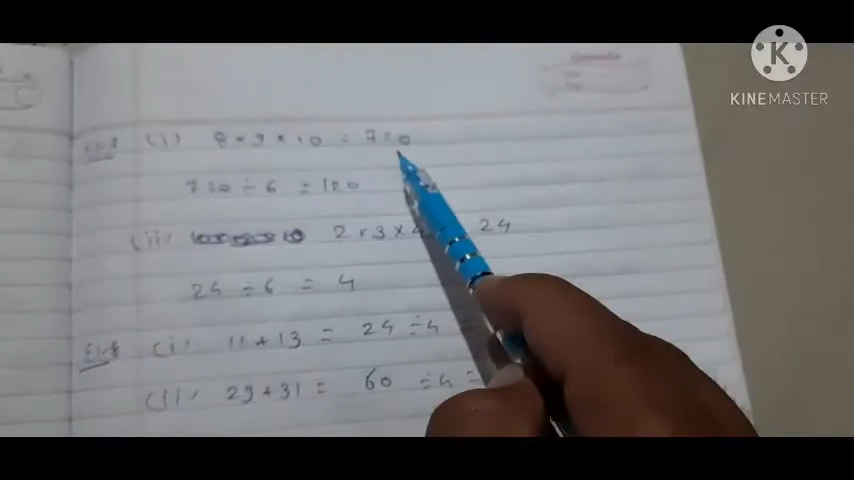 KINEMASTER
(i) 8 × 9 × 10 = 720
720 ÷ 6 = 120
(ii) 2 × 3 × 4 24
24 ÷ 6 = 4
(i) 11 + 13 = 24 ÷ 4 =
(ii) 29 + 31 = 60 ÷ 4 =